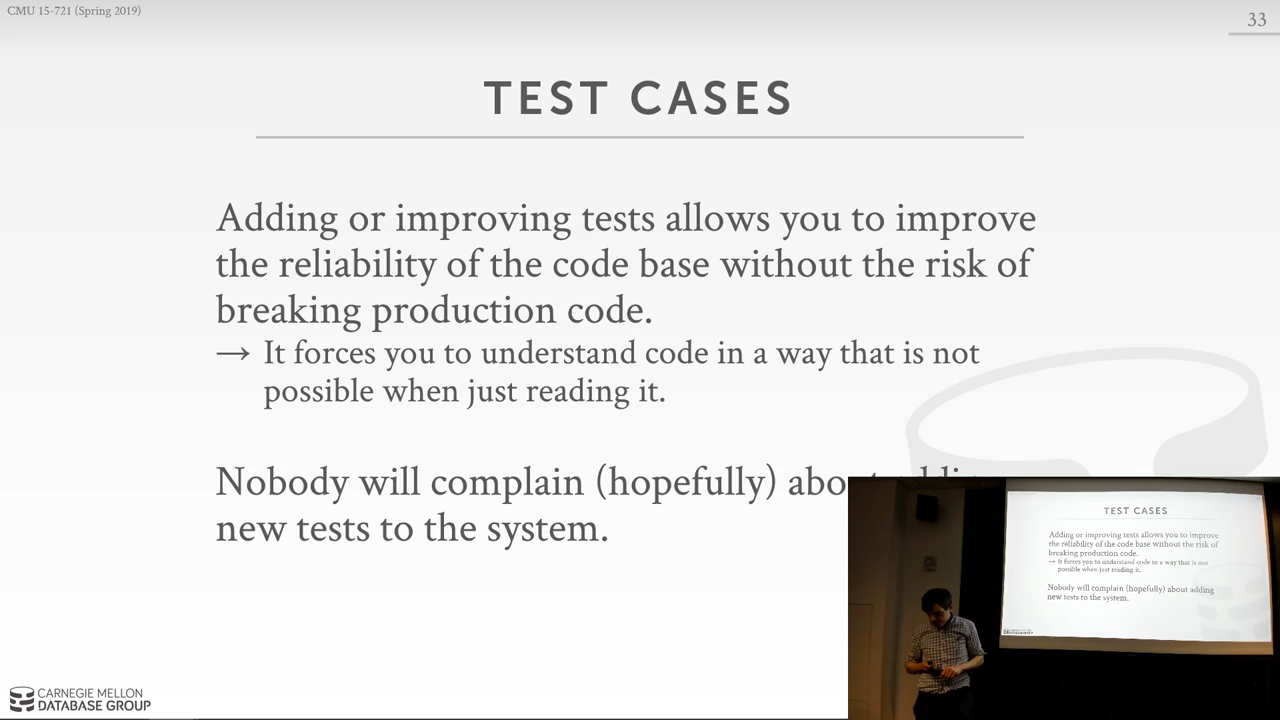 CMU 15-721 (Spring 2019)
33
TEST CASES
Adding or improving tests allows you to improve
the reliability of the code base without the risk of
breaking production code.
→ It forces you to understand code in a way that is not
possible when just reading it.
Nobody will complain (hopefully) about adding
new tests to the system.
CARNEGIE MELLON
DATABASE GROUP
TEST CASES
Adding or improving tests allows you to improve
the reliability of the code base without the risk of
breaking production code.
→ It forces you to understand code in a way that is not
possible when just reading it.
Nobody will complain (hopefully) about adding
new tests to the system.